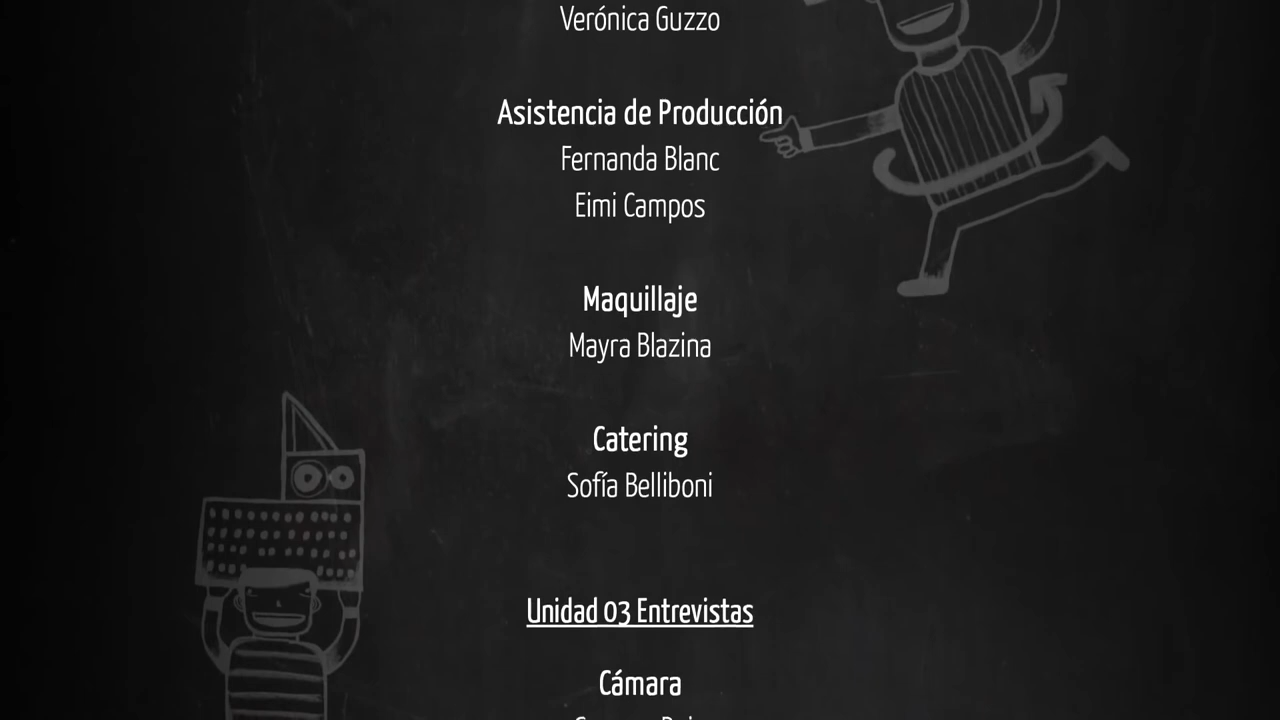 Verónica Guzzo
Asistencia de Producción
Fernanda Blanc
Eimi Campos
Maquillaje
Mayra Blazina
Catering
Sofía Belliboni
Unidad 03 Entrevistas
Cámara